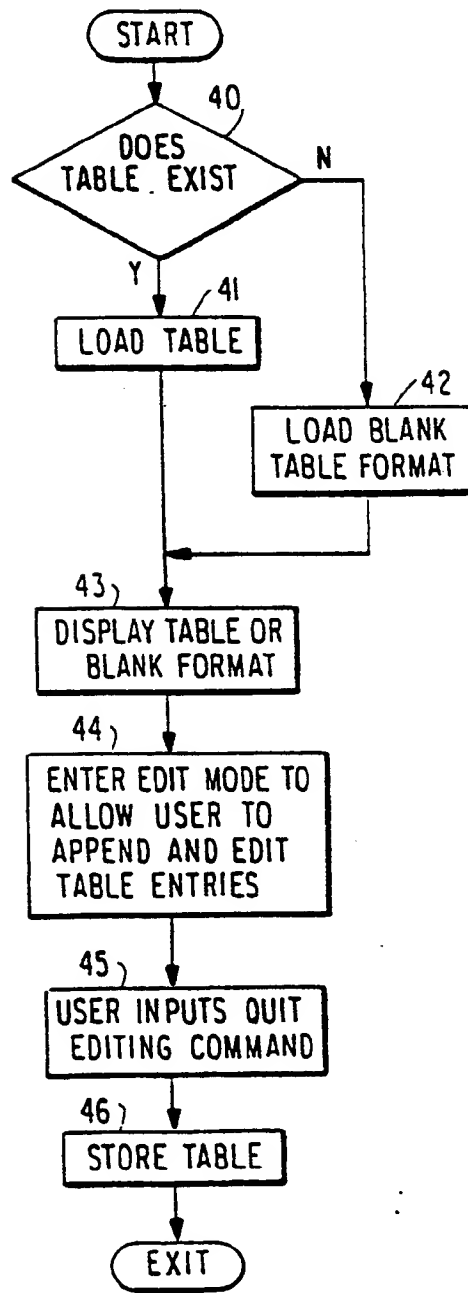 START
40
DOES
TABLE EXIST
N
Y
41
LOAD TABLE
42
LOAD BLANK
TABLE FORMAT
43
DISPLAY TABLE OR
BLANK FORMAT
44
ENTER EDIT MODE TO
ALLOW USER TO
APPEND AND EDIT
TABLE ENTRIES
45
USER INPUTS QUIT
EDITING COMMAND
46
STORE TABLE
EXIT